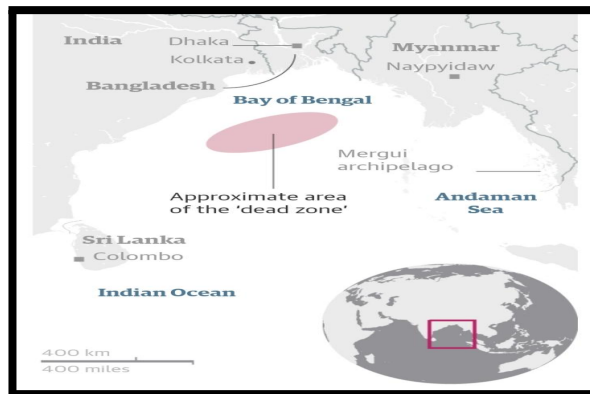 India
Dhaka
Kolkata
Bangladesh
Myanmar
Naypyidaw
Bay of Bengal
Mergui
archipelago
Approximate area
of the ‘dead zone’
Andaman
Sea
Sri Lanka
Colombo
Indian Ocean
400 km
400 miles